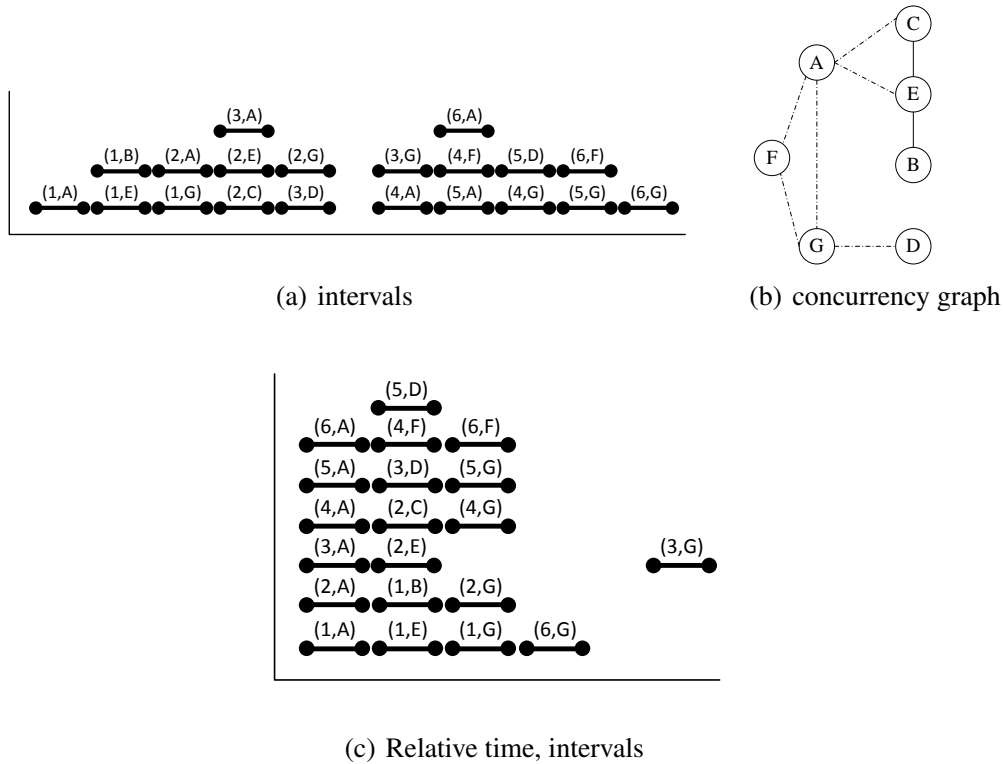 (3,A) (6,A)
(1,B) (2,A) (2,E) (2,G) (3,G) (4,F) (5,D) (6,F)
(1,A) (1,E) (1,G) (2,C) (3,D) (4,A) (5,A) (4,G) (5,G) (6,G)
(a) intervals
C
A
E
F
B
G
D
(b) concurrency graph
(5,D)
(6,A) (4,F) (6,F)
(5,A) (3,D) (5,G)
(4,A) (2,C) (4,G)
(3,A) (2,E) (3,G)
(2,A) (1,B) (2,G)
(1,A) (1,E) (1,G) (6,G)
(c) Relative time, intervals